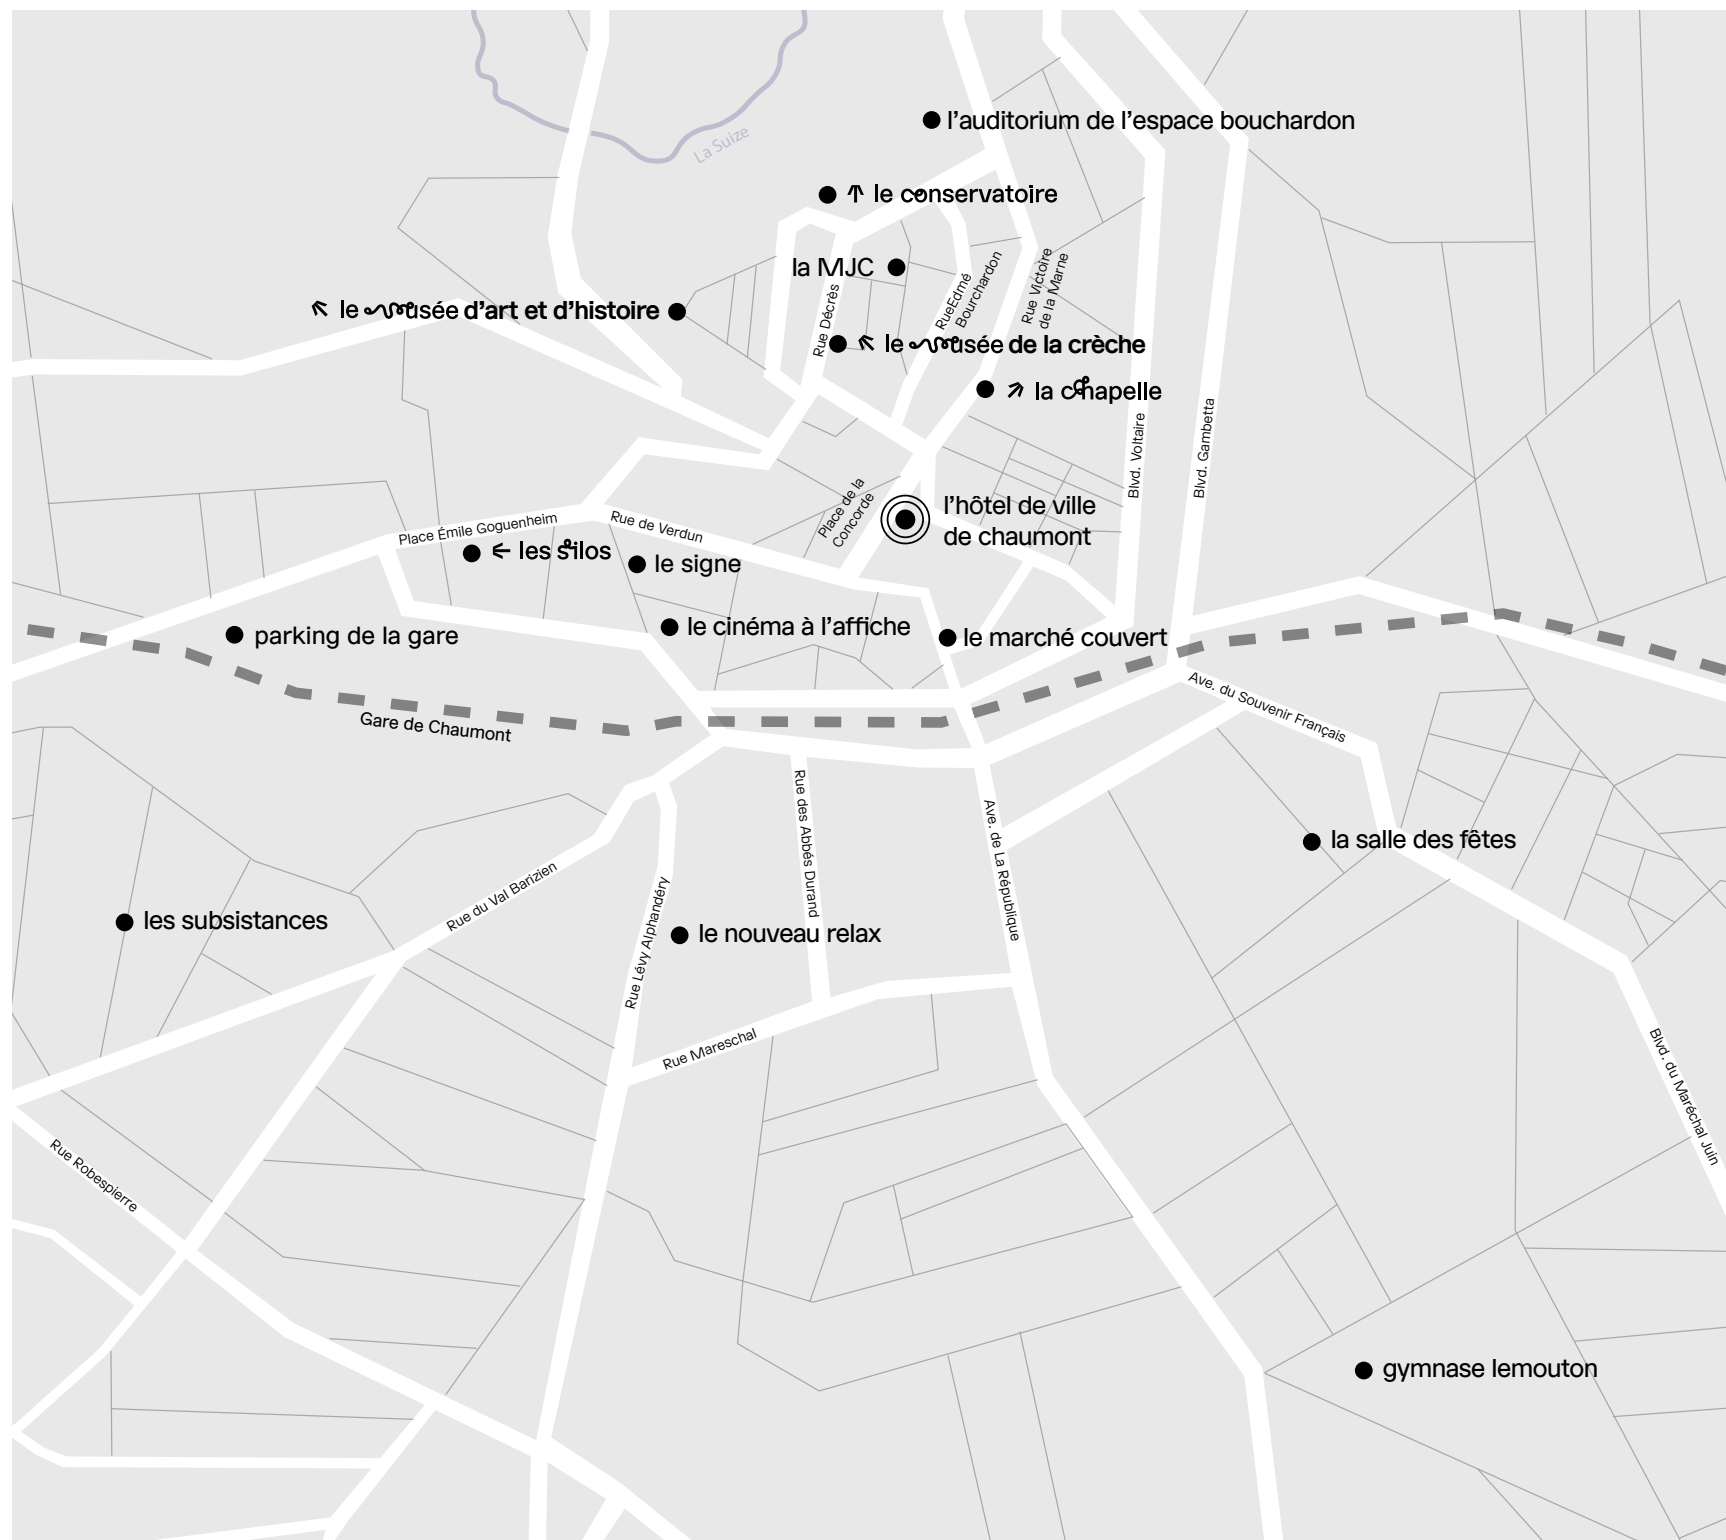 La Suize
l'auditorium de l'espace bouchardon
le conservatoire
la MJC
RueEdmé
Bourchardon
Rue Victoire
de la Marne
le musée d'art et d'histoire
Rue Décrès
le musée de la crèche
la chapelle
Blvd. Voltaire
Blvd. Gambetta
Place de la
Concorde
l'hôtel de ville
de chaumont
Place Émile Goguenheim
Rue de Verdun
les silos
le signe
le cinéma à l'affiche
parking de la gare
le marché couvert
Ave. du Souvenir Français
Gare de Chaumont
Rue des Abbés Durand
Ave. de La République
la salle des fêtes
Rue du Val Barizien
Rue Lévy Alphandéry
les subsistances
le nouveau relax
Rue Mareschal
Blvd. du Maréchal Juin
Rue Robespierre
gymnase lemouton